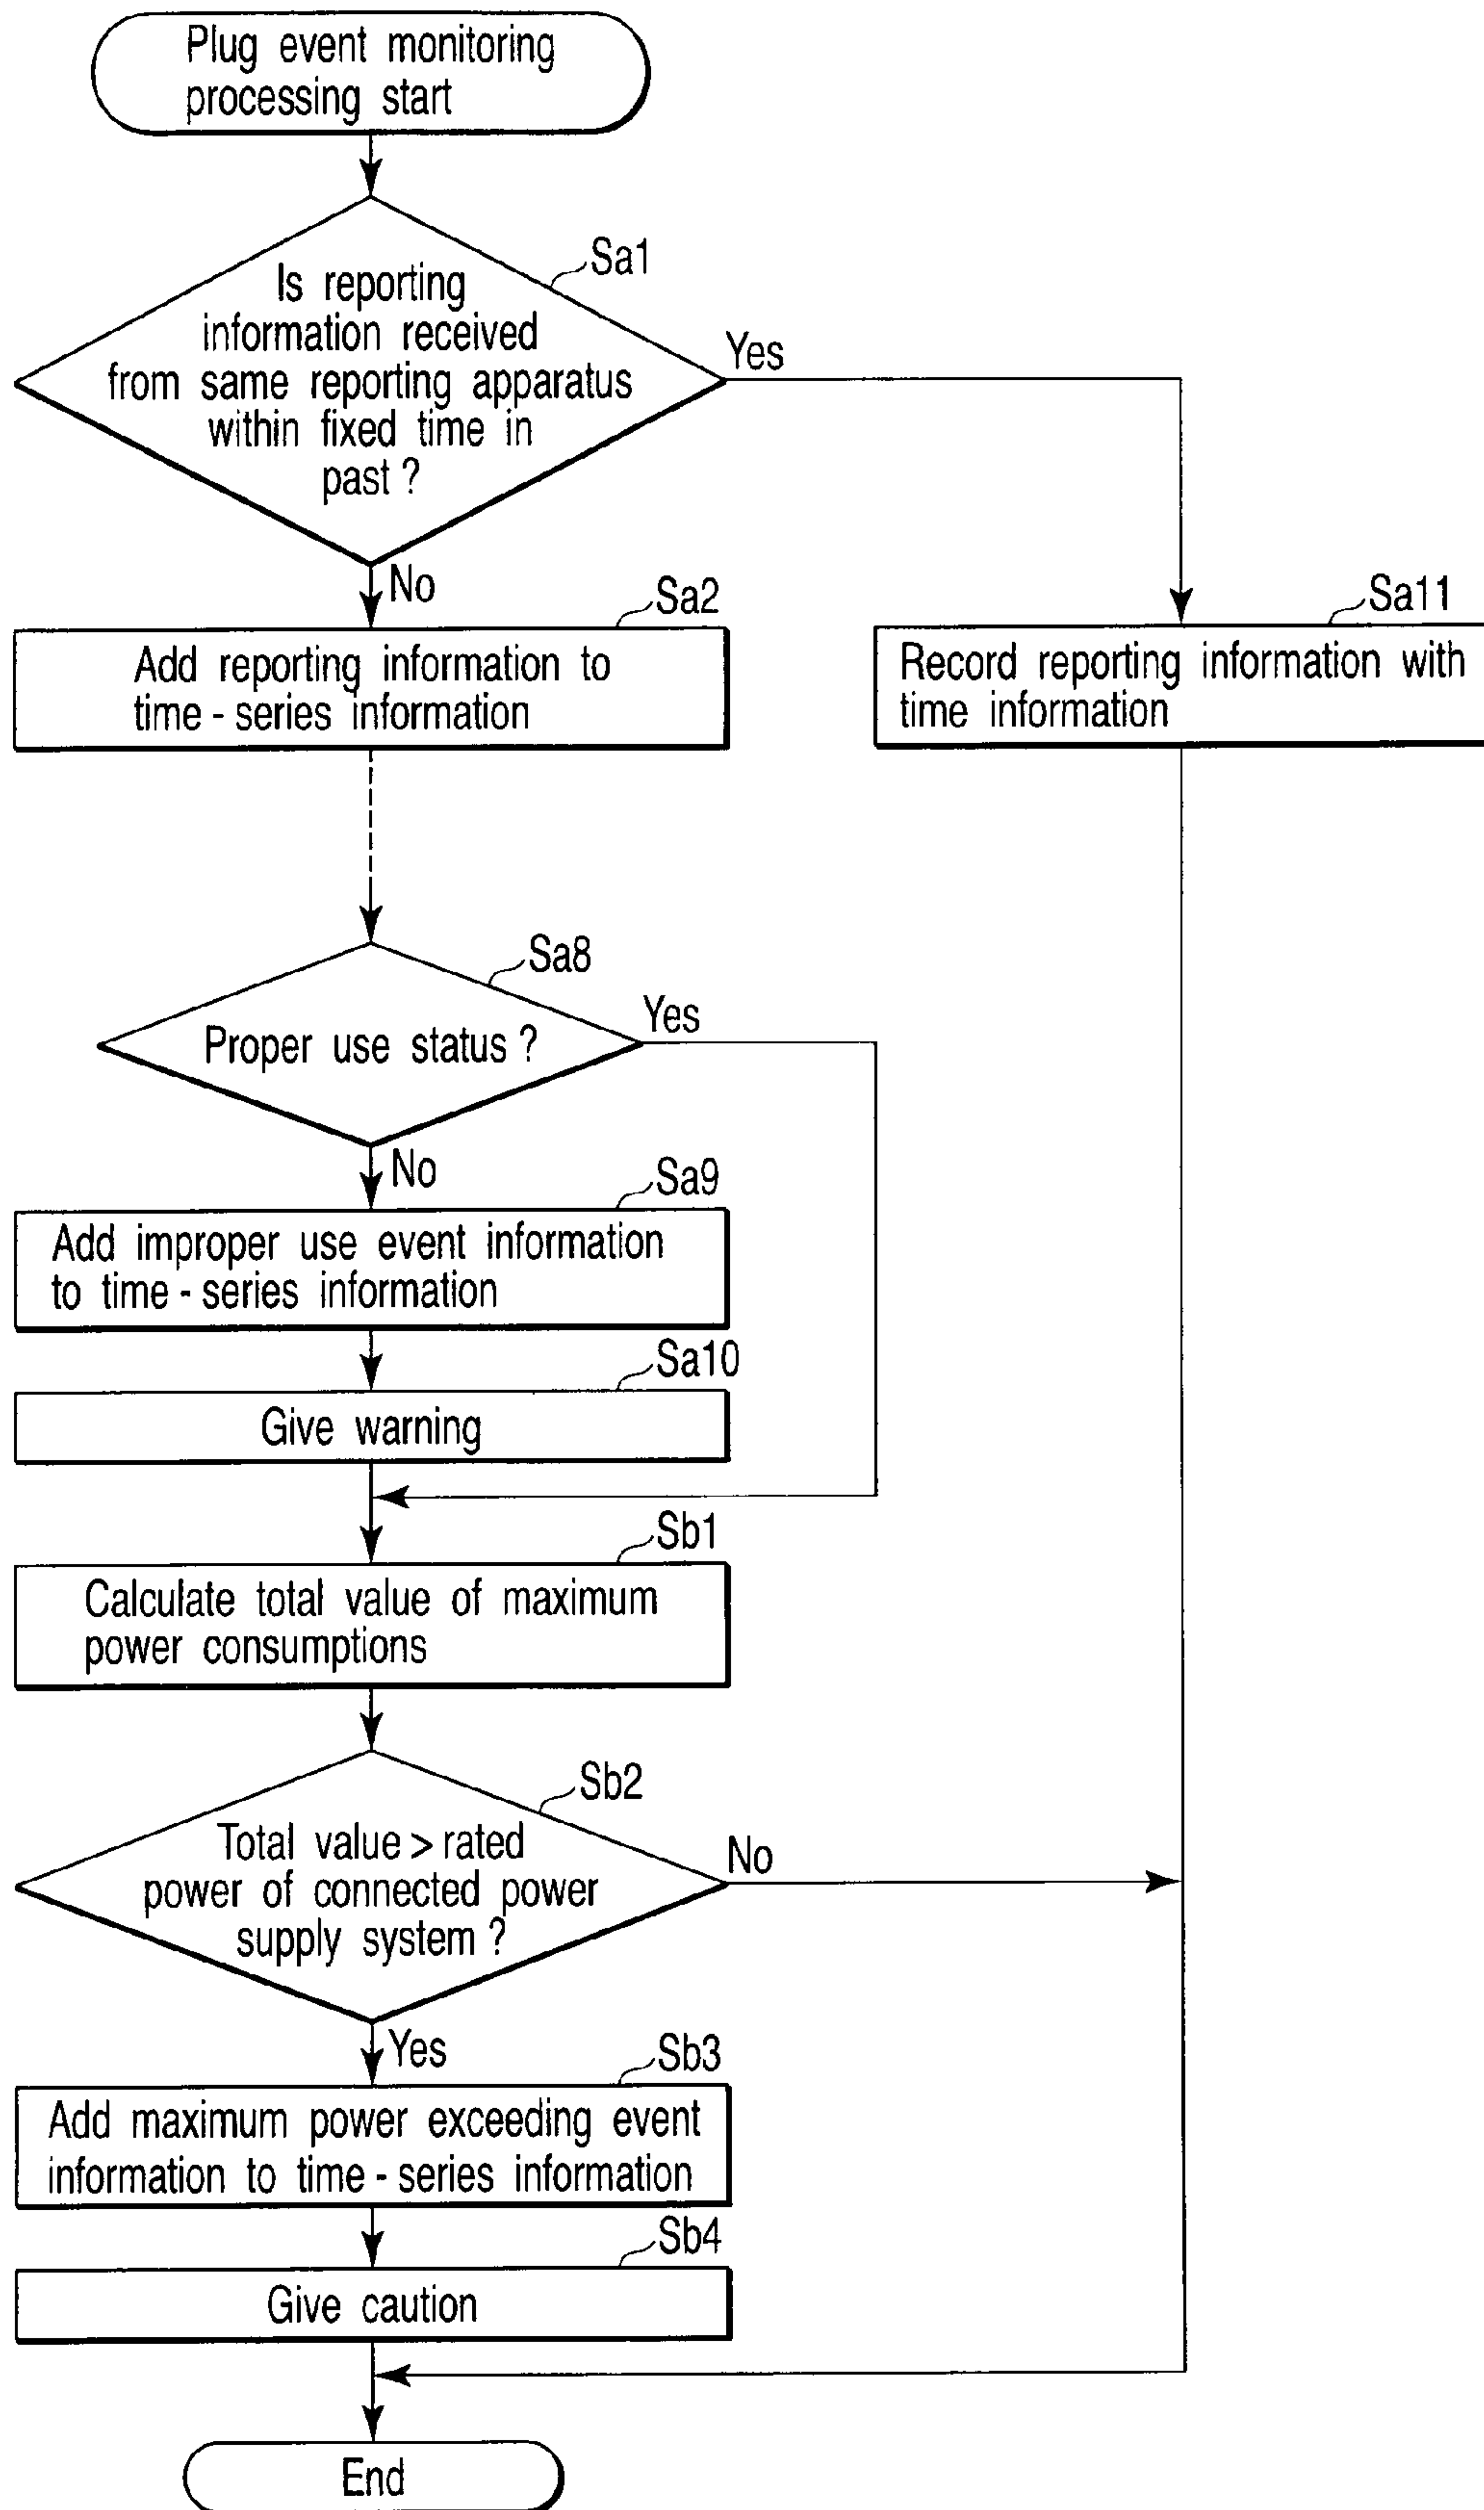 Plug event monitoring
processing start
Sa1
Is reporting
information received
from same reporting apparatus
within fixed time in
past ?
Yes
No
Sa2
Add reporting information to
time - series information
Sa11
Record reporting information with
time information
Sa8
Proper use status ?
Yes
No
Sa9
Add improper use event information
to time - series information
Sa10
Give warning
Sb1
Calculate total value of maximum
power consumptions
Sb2
Total value > rated
power of connected power
supply system ?
No
Yes
Sb3
Add maximum power exceeding event
information to time - series information
Sb4
Give caution
End